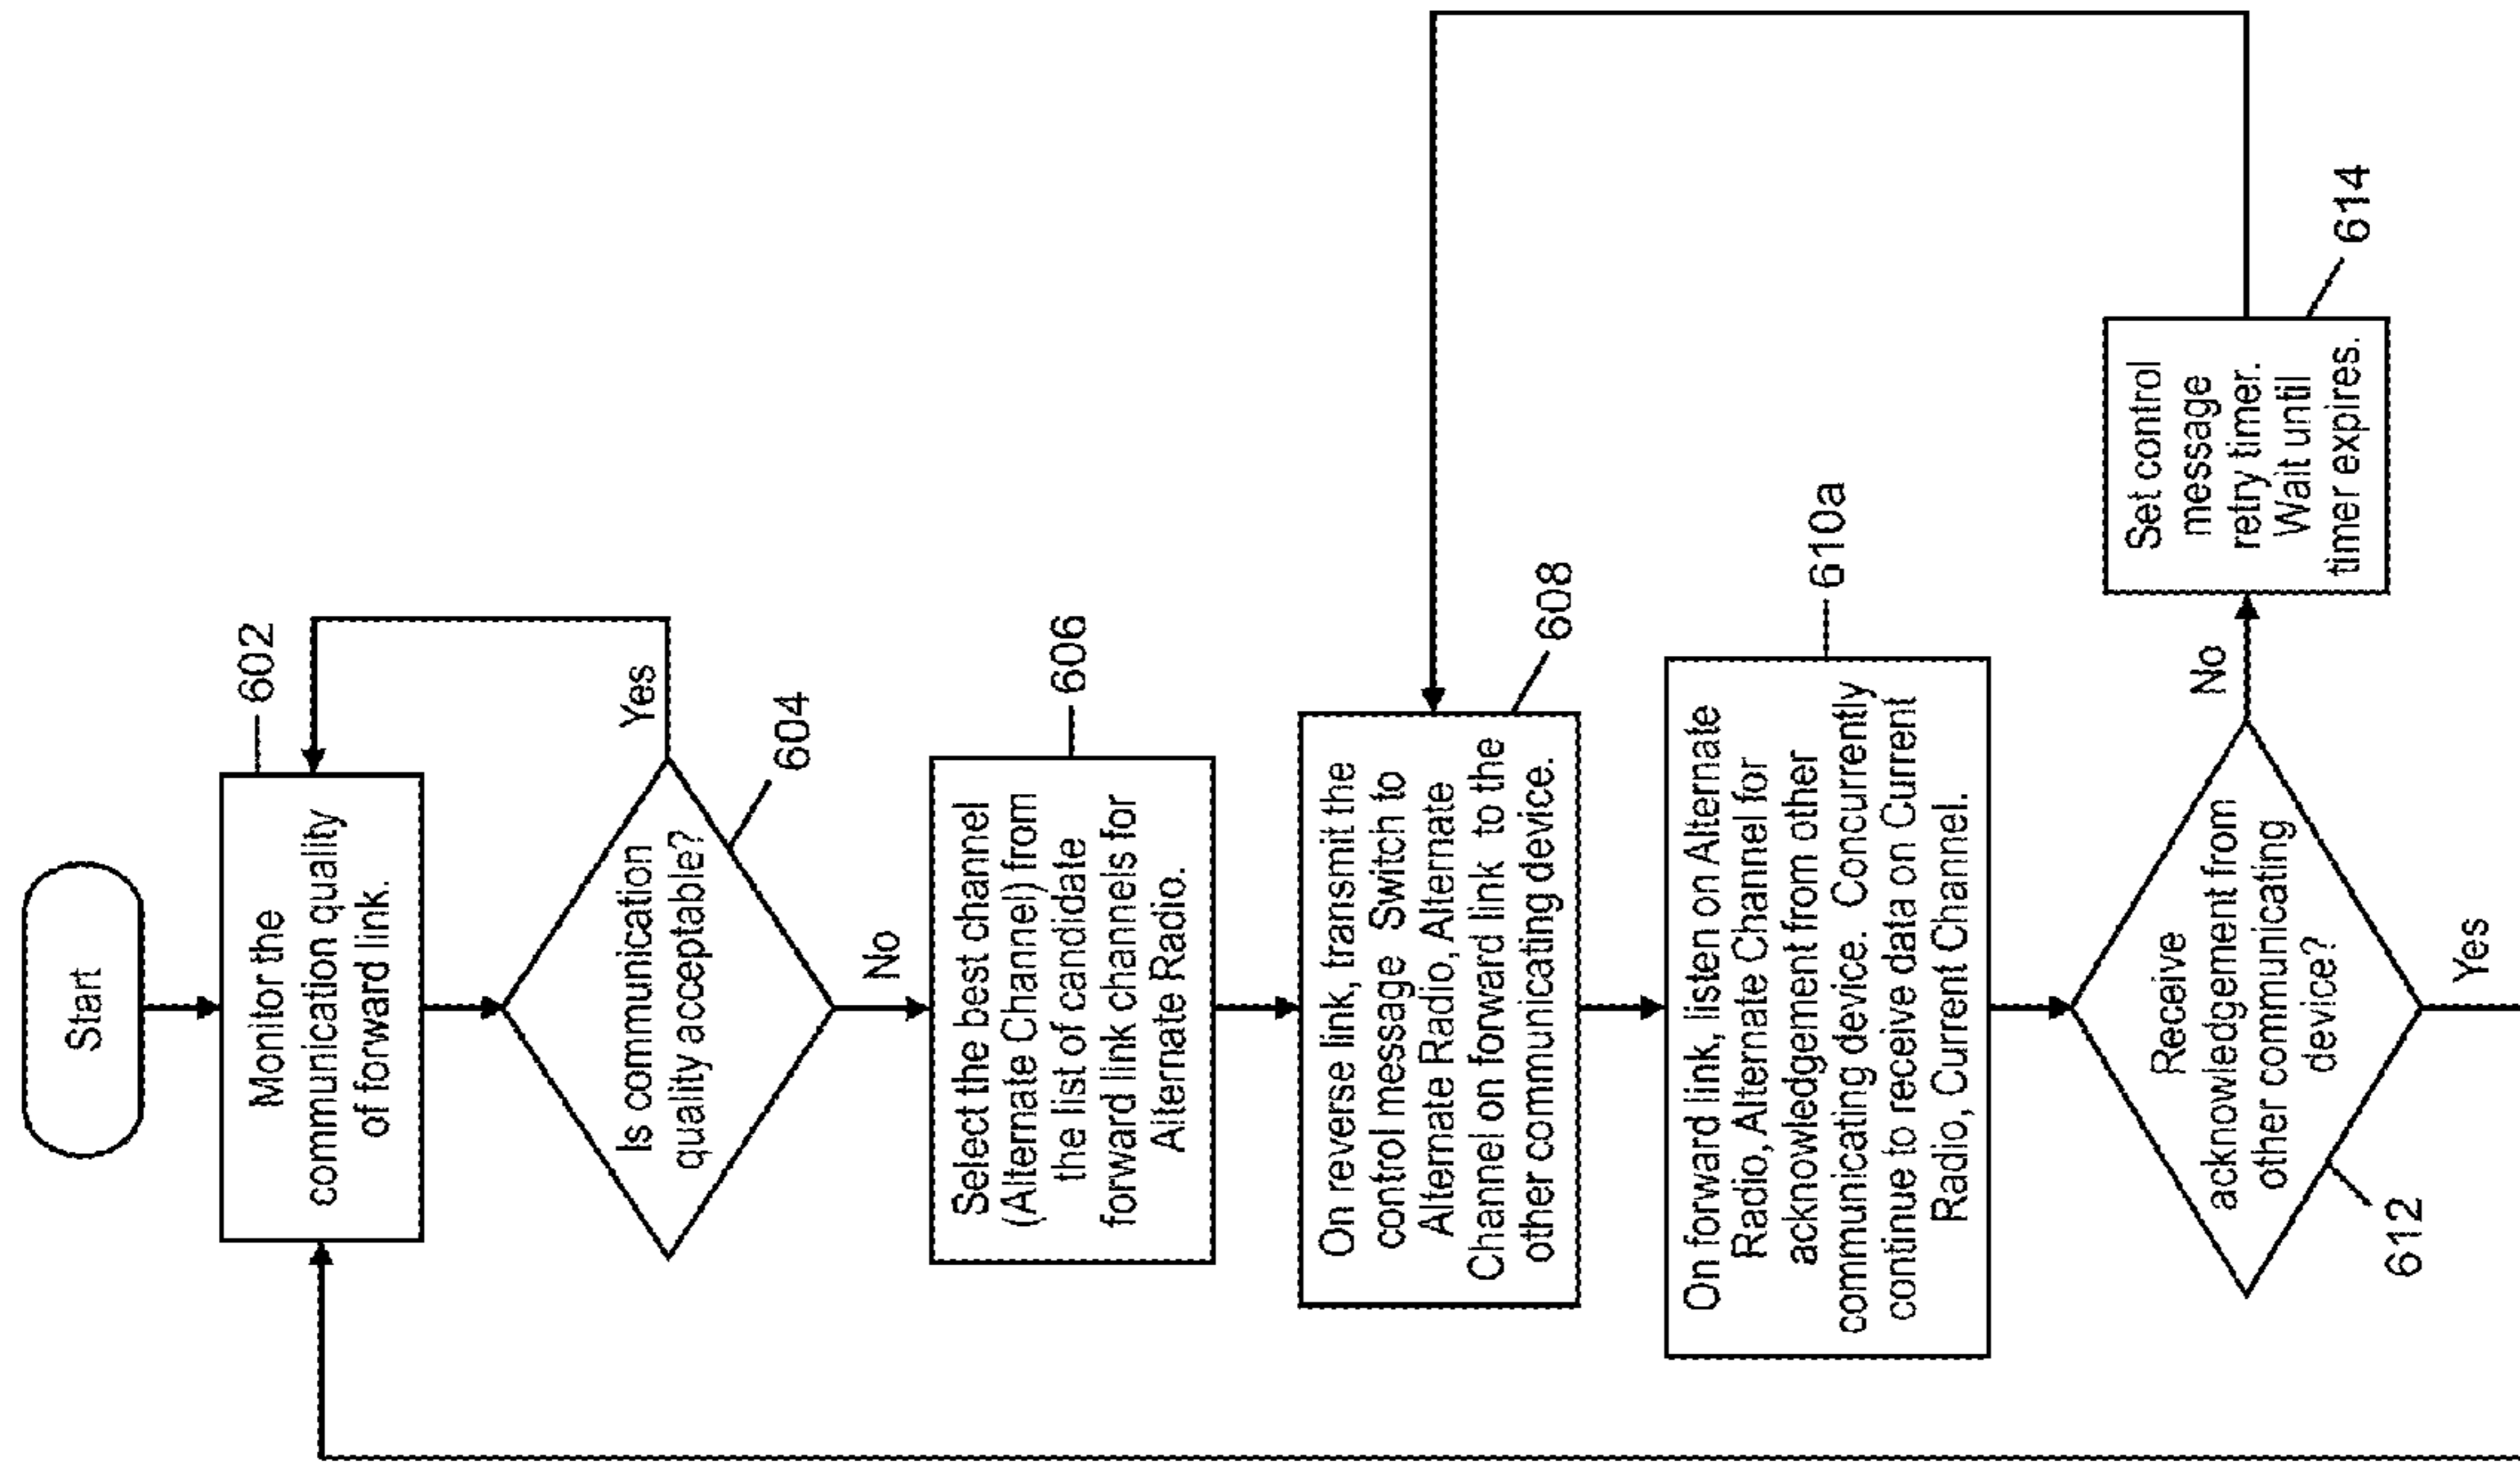 Start
602
Monitor the
communication quality
of forward link.
Yes
604
Is communication
quality acceptable?
No
606
Select the best channel
(Alternate Channel) from
the list of candidate
forward link channels for
Alternate Radio.
608
On reverse link, transmit the
control message Switch to
Alternate Radio, Alternate
Channel on forward link to the
other communicating device.
610a
On forward link, listen on Alternate
Radio, Alternate Channel for
acknowledgement from other
communicating device. Concurrently
continue to receive data on Current
Radio, Current Channel.
612
Receive
acknowledgement from
other communicating
device?
No
614
Set control
message
retry timer.
Wait until
timer expires.
Yes